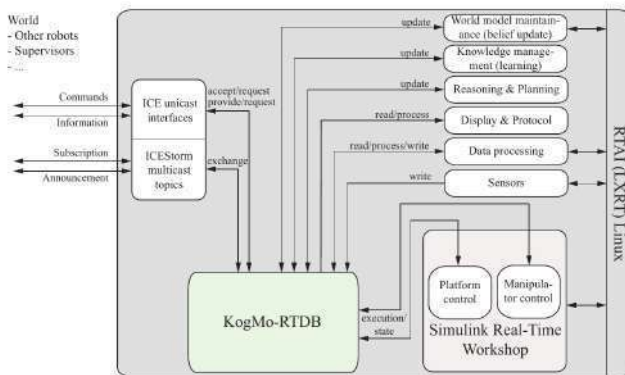 World
- Other robots
- Supervisors
- ...
Commands
Information
Subscription
Announcement
ICE unicast
interfaces
ICEStorm
multicast
topics
accept/request
provide/request
exchange
update
World model mainten-
ance (belief update)
update
Knowledge manage-
ment (learning)
update
Reasoning & Planning
read/process
Display & Protocol
read/process/write
Data processing
write
Sensors
RTAI (LXRT) Linux
KogMo-RTDB
execution/
state
Platform
control
Manipula-
tor control
Simulink Real-Time
Workshop